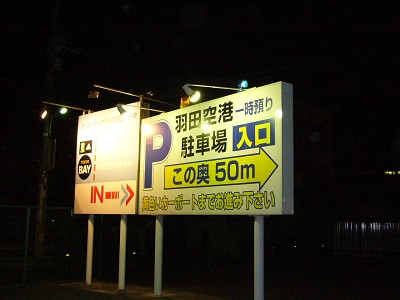 羽田空港 一時預り
P 駐車場 入口
この奥 50m
黄色いカーポートまでお進み下さい
TOKYO
BAY
IN